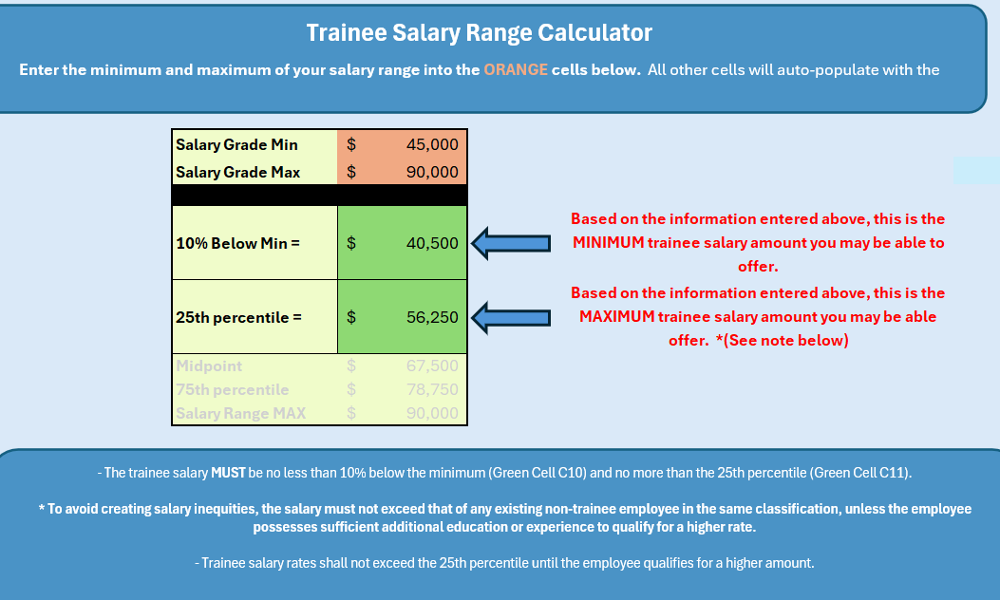 Trainee Salary Range Calculator
Enter the minimum and maximum of your salary range into the ORANGE cells below.  All other cells will auto-populate with the
Salary Grade Min $ 45,000
Salary Grade Max $ 90,000
10% Below Min = $ 40,500
Based on the information entered above, this is the
MINIMUM trainee salary amount you may be able to
offer.
25th percentile = $ 56,250
Based on the information entered above, this is the
MAXIMUM trainee salary amount you may be able
offer.  *(See note below)
Midpoint $ 67,500
75th percentile $ 78,750
Salary Range MAX $ 90,000
- The trainee salary MUST be no less than 10% below the minimum (Green Cell C10) and no more than the 25th percentile (Green Cell C11).
* To avoid creating salary inequities, the salary must not exceed that of any existing non-trainee employee in the same classification, unless the employee
possesses sufficient additional education or experience to qualify for a higher rate.
- Trainee salary rates shall not exceed the 25th percentile until the employee qualifies for a higher amount.